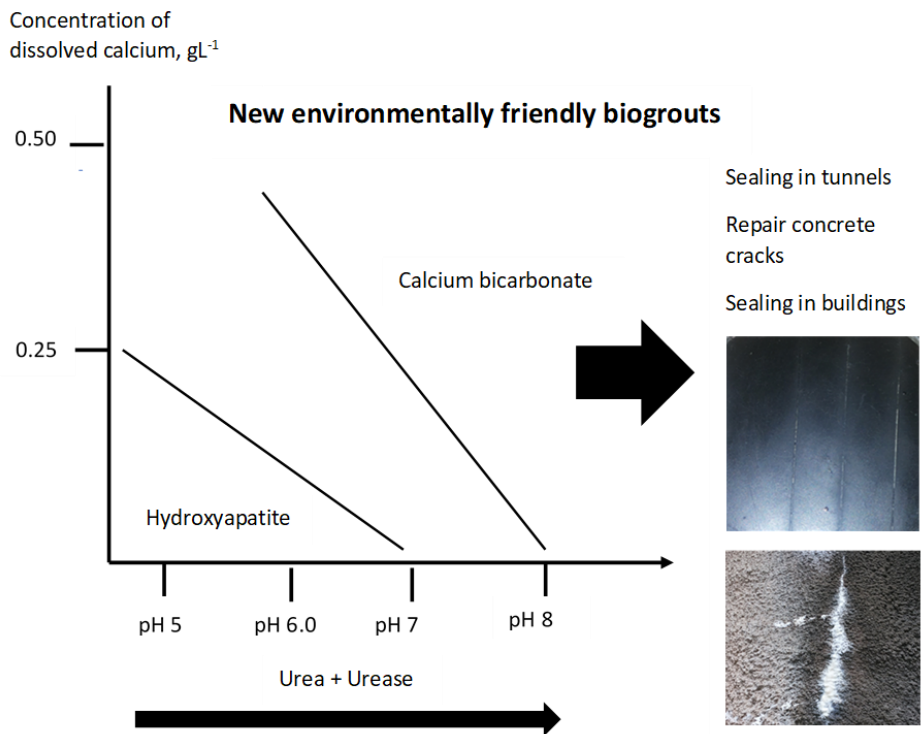 Concentration of
dissolved calcium, gL⁻¹
New environmentally friendly biogrouts
0.50
Sealing in tunnels
Repair concrete
cracks
Calcium bicarbonate
Sealing in buildings
0.25
Hydroxyapatite
pH 5
pH 6.0
pH 7
pH 8
Urea + Urease